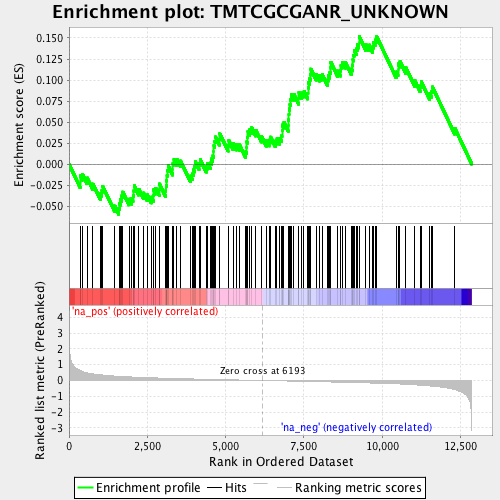 Enrichment plot: TMTCGCGANR_UNKNOWN
Enrichment score (ES)
0.150
0.125
0.100
0.075
0.050
0.025
0.000
-0.025
-0.050
'na_pos' (positively correlated)
Ranked list metric (PreRanked)
4
3
2
1
0
-1
-2
-3
Zero cross at 6193
'na_neg' (negatively correlated)
0
2,500
5,000
7,500
10,000
12,500
Rank in Ordered Dataset
Enrichment profile
Hits
Ranking metric scores